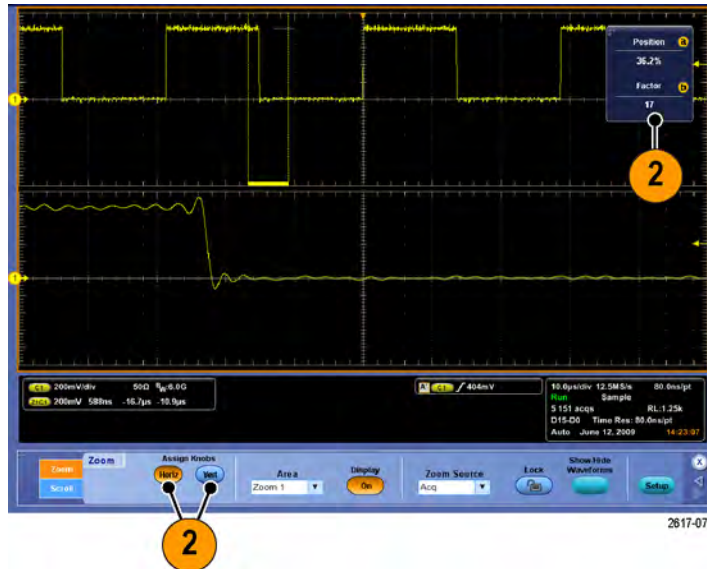 Position a
36.2%
Factor b
17
2
1
1
C1 200mV/div 50Ω BW:6.0G
Z1C1 200mV 588ns -16.7µs -10.9µs
A' C1 / 404mV
10.0µs/div 12.5MS/s 80.0ns/pt
Run Sample
5 151 acqs RL:1.25k
D15-D0 Time Res: 80.0ns/pt
Auto June 12, 2009 14:23:97
Zoom
Scroll
Zoom
Assign Knobs
Horiz Vert
Area
Zoom 1
Display
On
Zoom Source
Acq
Lock
Show/Hide
Waveforms
Setup
X
2
2617-07